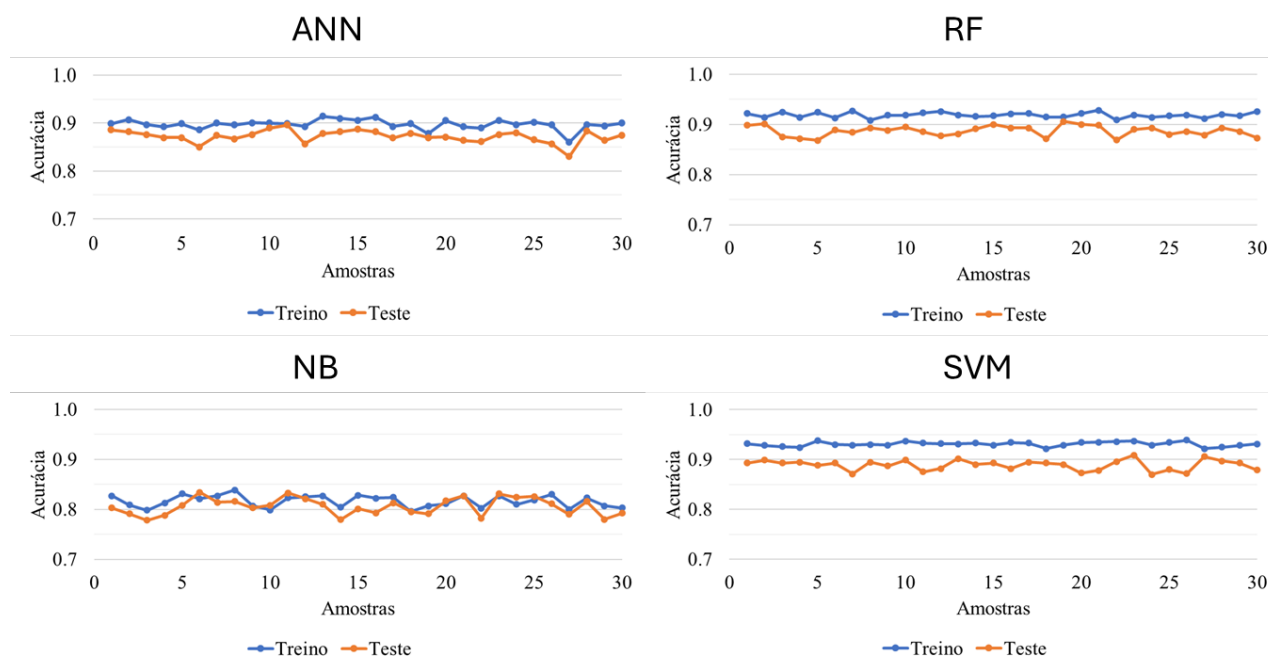 ANN
1.0
0.9
0.8
0.7
Acurácia
0 5 10 15 20 25 30
Amostras
Treino Teste
RF
1.0
0.9
0.8
0.7
Acurácia
0 5 10 15 20 25 30
Amostras
Treino Teste
NB
1.0
0.9
0.8
0.7
Acurácia
0 5 10 15 20 25 30
Amostras
Treino Teste
SVM
1.0
0.9
0.8
0.7
Acurácia
0 5 10 15 20 25 30
Amostras
Treino Teste